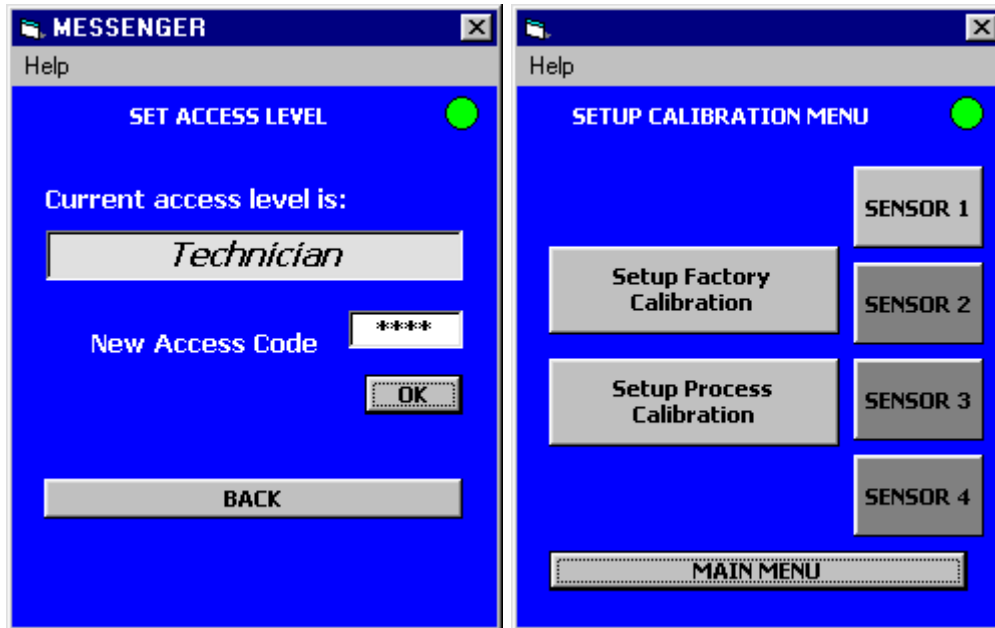 MESSENGER
Help
SET ACCESS LEVEL
Current access level is:
Technician
New Access Code
****
OK
BACK
Help
SETUP CALIBRATION MENU
SENSOR 1
Setup Factory
Calibration
SENSOR 2
Setup Process
Calibration
SENSOR 3
SENSOR 4
MAIN MENU